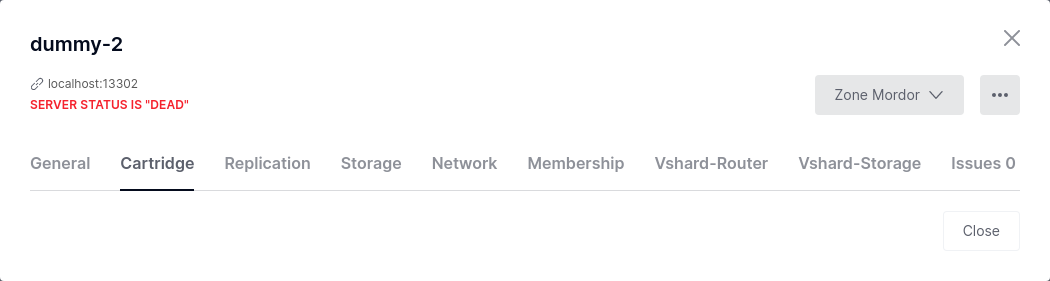 dummy-2
localhost:13302
SERVER STATUS IS "DEAD"
Zone Mordor
General Cartridge Replication Storage Network Membership Vshard-Router Vshard-Storage Issues 0
Close